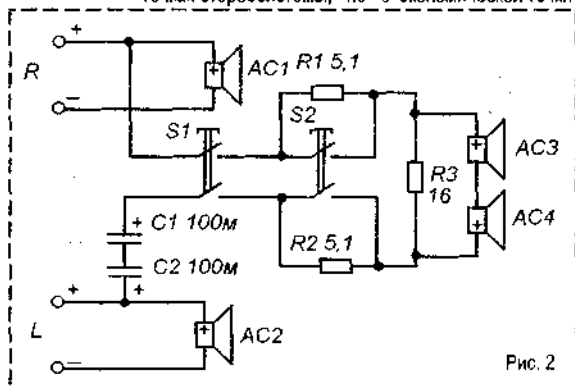 R
+
−
AC1
R1 5,1
S1
S2
R3
16
AC3
AC4
C1 100м
C2 100м
R2 5,1
L
+
−
AC2
Рис. 2